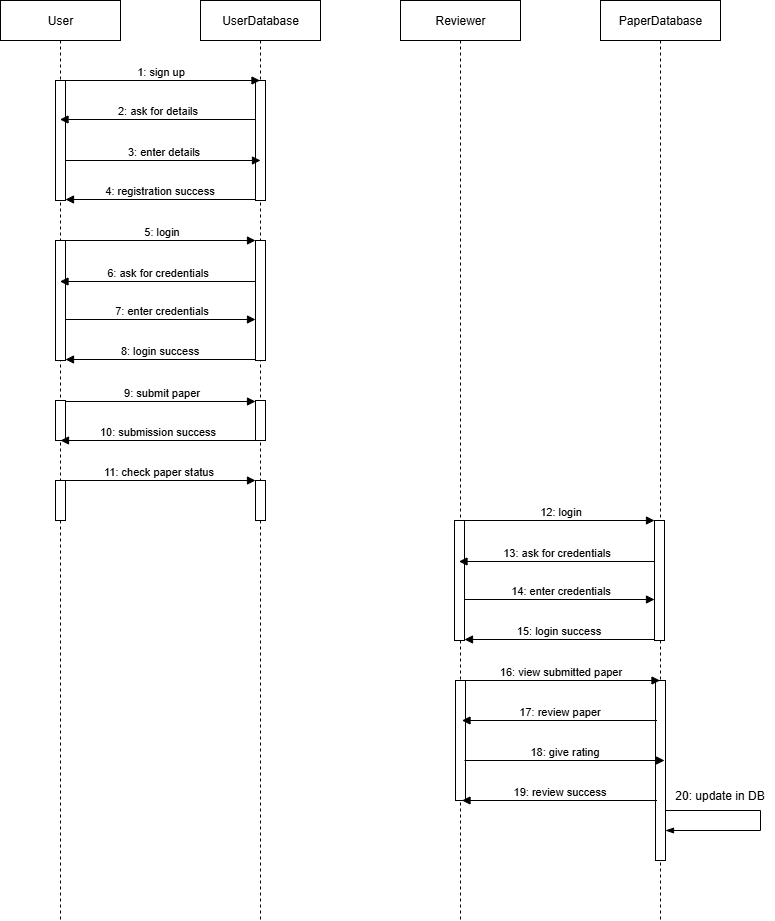 User
UserDatabase
Reviewer
PaperDatabase
1: sign up
2: ask for details
3: enter details
4: registration success
5: login
6: ask for credentials
7: enter credentials
8: login success
9: submit paper
10: submission success
11: check paper status
12: login
13: ask for credentials
14: enter credentials
15: login success
16: view submitted paper
17: review paper
18: give rating
19: review success
20: update in DB